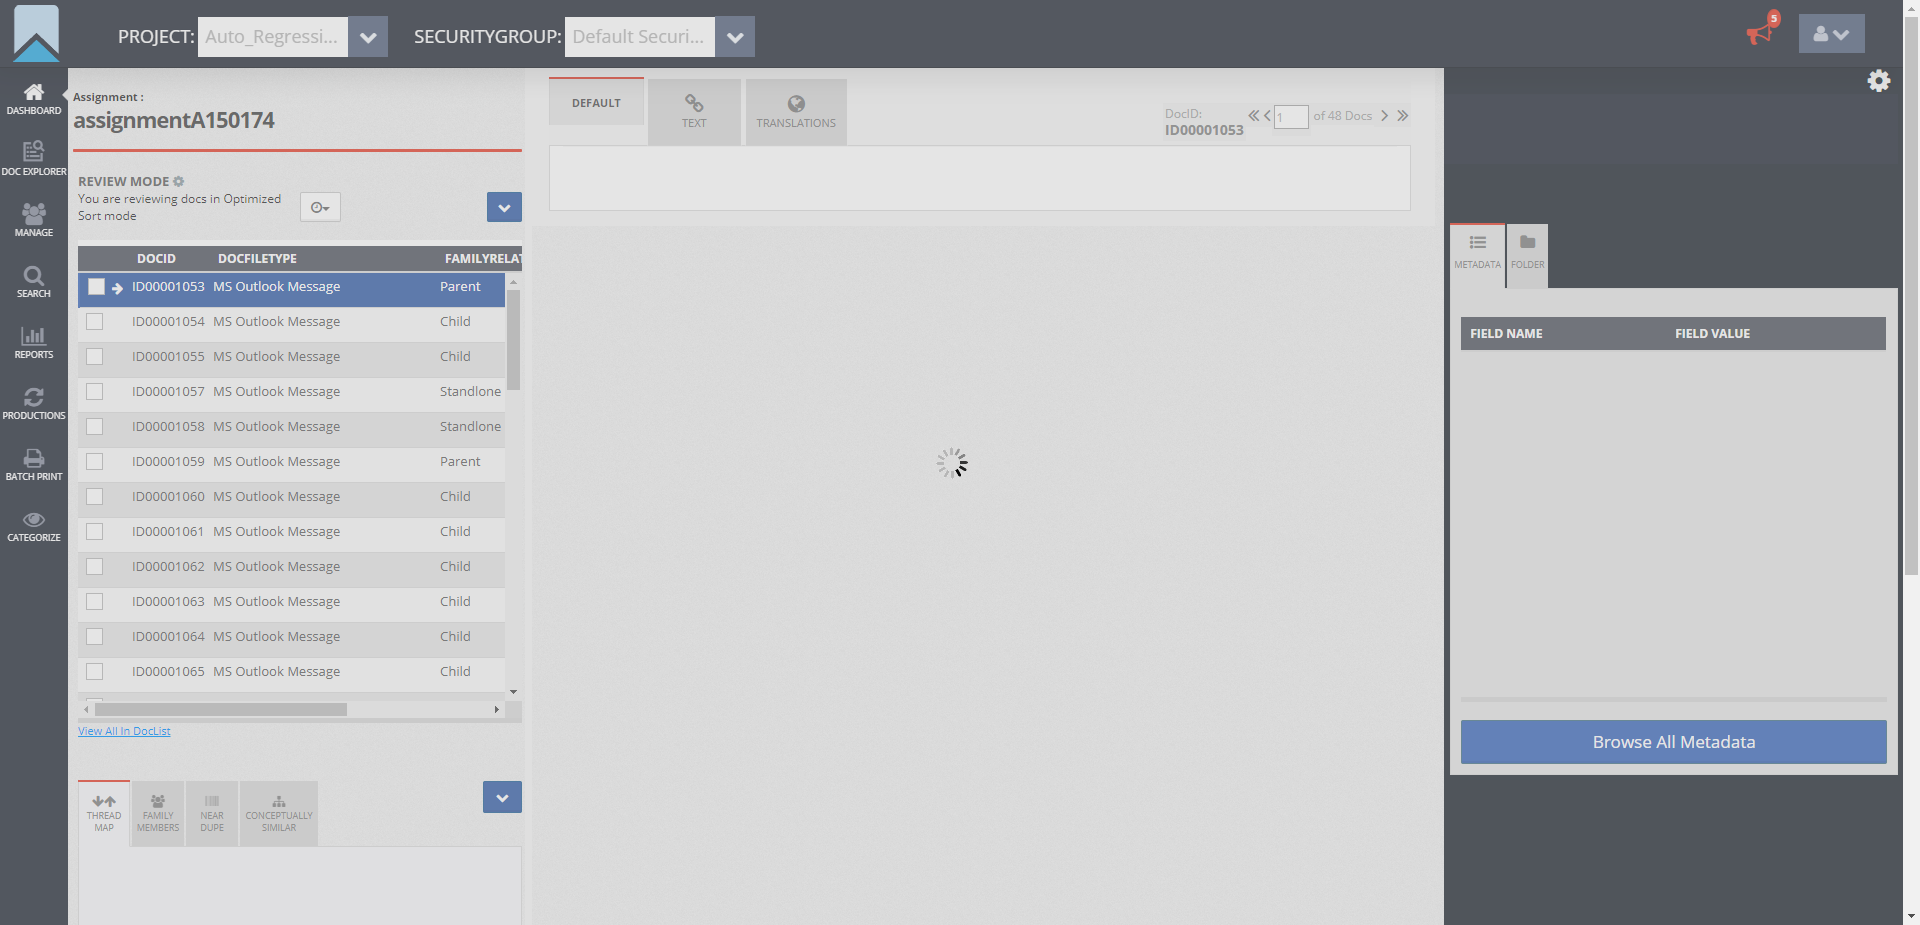 PROJECT: Auto_Regressi... SECURITYGROUP: Default Securi...
5
DASHBOARD
DOC EXPLORER
MANAGE
SEARCH
REPORTS
PRODUCTIONS
BATCH PRINT
CATEGORIZE
Assignment :
assignmentA150174
REVIEW MODE
You are reviewing docs in Optimized
Sort mode
DOCID DOCFILETYPE FAMILYRELAT
ID00001053 MS Outlook Message Parent
ID00001054 MS Outlook Message Child
ID00001055 MS Outlook Message Child
ID00001057 MS Outlook Message Standlone
ID00001058 MS Outlook Message Standlone
ID00001059 MS Outlook Message Parent
ID00001060 MS Outlook Message Child
ID00001061 MS Outlook Message Child
ID00001062 MS Outlook Message Child
ID00001063 MS Outlook Message Child
ID00001064 MS Outlook Message Child
ID00001065 MS Outlook Message Child
View All In DocList
THREAD
MAP
FAMILY
MEMBERS
NEAR
DUPE
CONCEPTUALLY
SIMILAR
DEFAULT
TEXT
TRANSLATIONS
DocID:
ID00001053
1 of 48 Docs
METADATA
FOLDER
FIELD NAME FIELD VALUE
Browse All Metadata